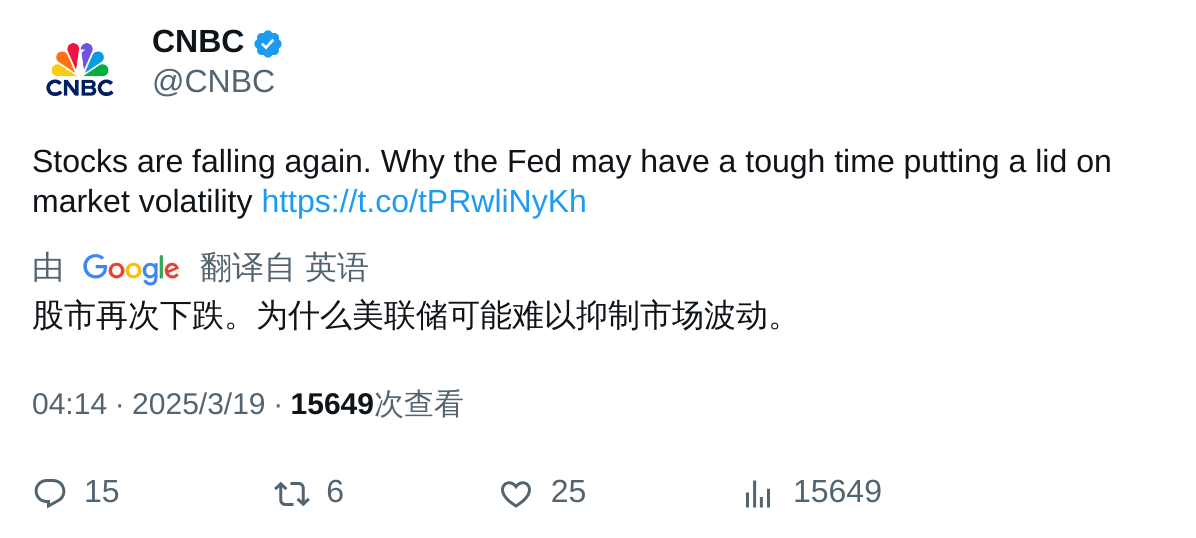 CNBC
CNBC
@CNBC
Stocks are falling again. Why the Fed may have a tough time putting a lid on
market volatility https://t.co/tPRwliNyKh
由 Google 翻译自 英语
股市再次下跌。为什么美联储可能难以抑制市场波动。
04:14 · 2025/3/19 · 15649次查看
15 6 25 15649